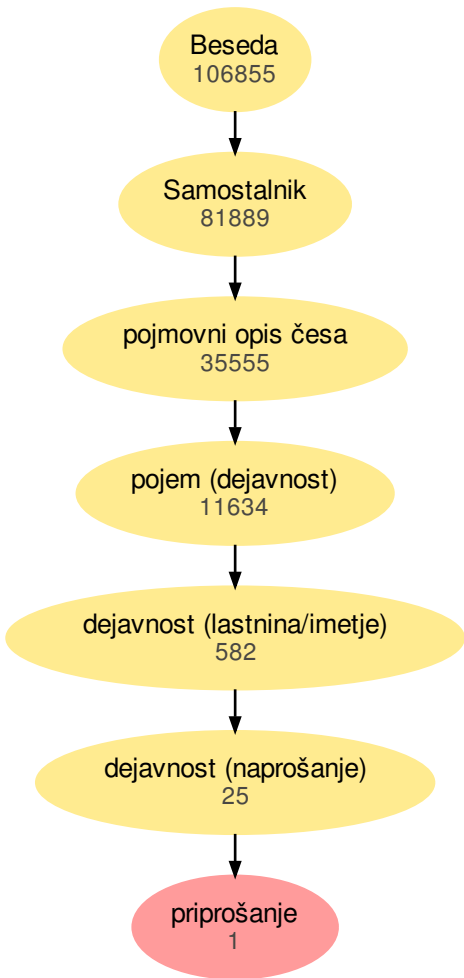 Beseda
106855
Samostalnik
81889
pojmovni opis česa
35555
pojem (dejavnost)
11634
dejavnost (lastnina/imetje)
582
dejavnost (naprošanje)
25
priprošanje
1